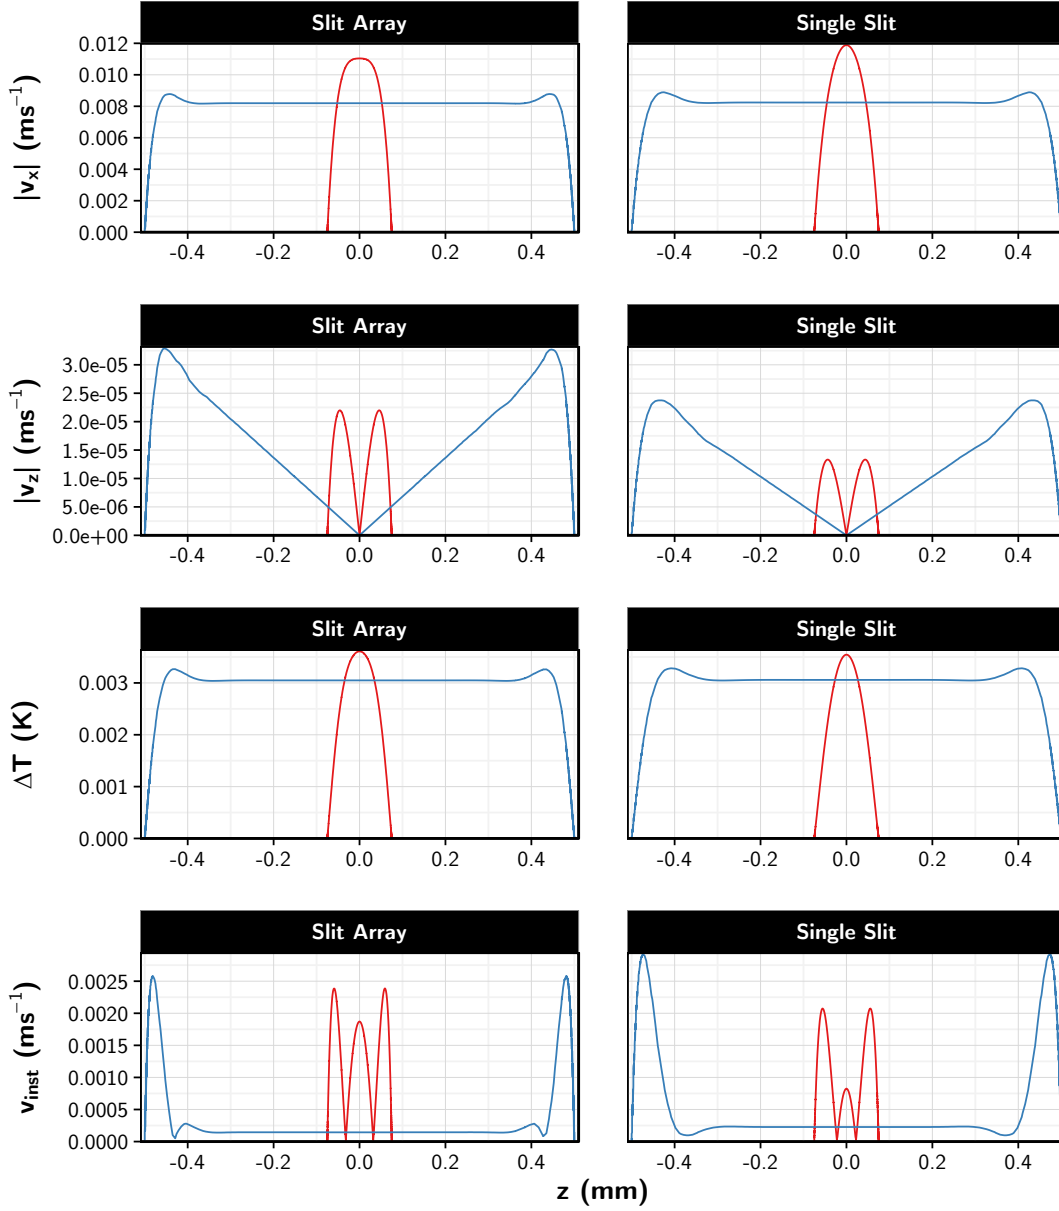 Slit Array
Single Slit
|v_x| (ms⁻¹)
0.012
0.010
0.008
0.006
0.004
0.002
0.000
-0.4 -0.2 0.0 0.2 0.4
-0.4 -0.2 0.0 0.2 0.4
Slit Array
Single Slit
|v_z| (ms⁻¹)
3.0e-05
2.5e-05
2.0e-05
1.5e-05
1.0e-05
5.0e-06
0.0e+00
-0.4 -0.2 0.0 0.2 0.4
-0.4 -0.2 0.0 0.2 0.4
Slit Array
Single Slit
ΔT (K)
0.003
0.002
0.001
0.000
-0.4 -0.2 0.0 0.2 0.4
-0.4 -0.2 0.0 0.2 0.4
Slit Array
Single Slit
v_inst (ms⁻¹)
0.0025
0.0020
0.0015
0.0010
0.0005
0.0000
-0.4 -0.2 0.0 0.2 0.4
-0.4 -0.2 0.0 0.2 0.4
z (mm)